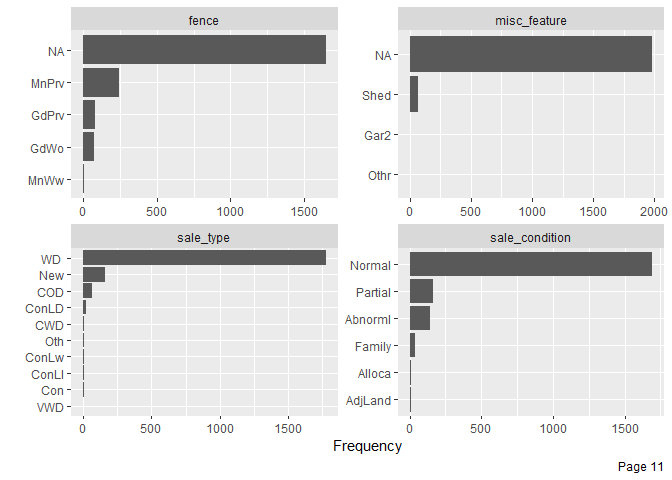 fence
misc_feature
NA
MnPrv
GdPrv
GdWo
MnWw
0
500
1000
1500
NA
Shed
Gar2
Othr
0
500
1000
1500
2000
sale_type
sale_condition
WD
New
COD
ConLD
CWD
Oth
ConLw
ConLI
Con
VWD
0
500
1000
1500
Normal
Partial
Abnorml
Family
Alloca
AdjLand
0
500
1000
1500
Frequency
Page 11